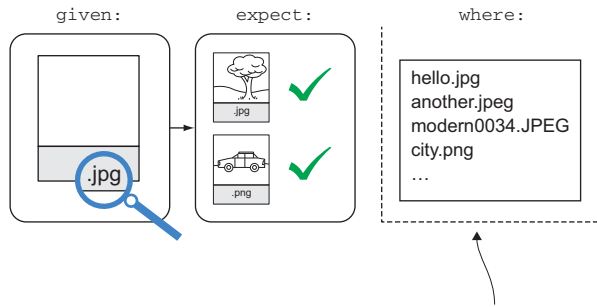 given:
expect:
where:
.jpg
.jpg
.png
hello.jpg
another.jpeg
modern0034.JPEG
city.png
…